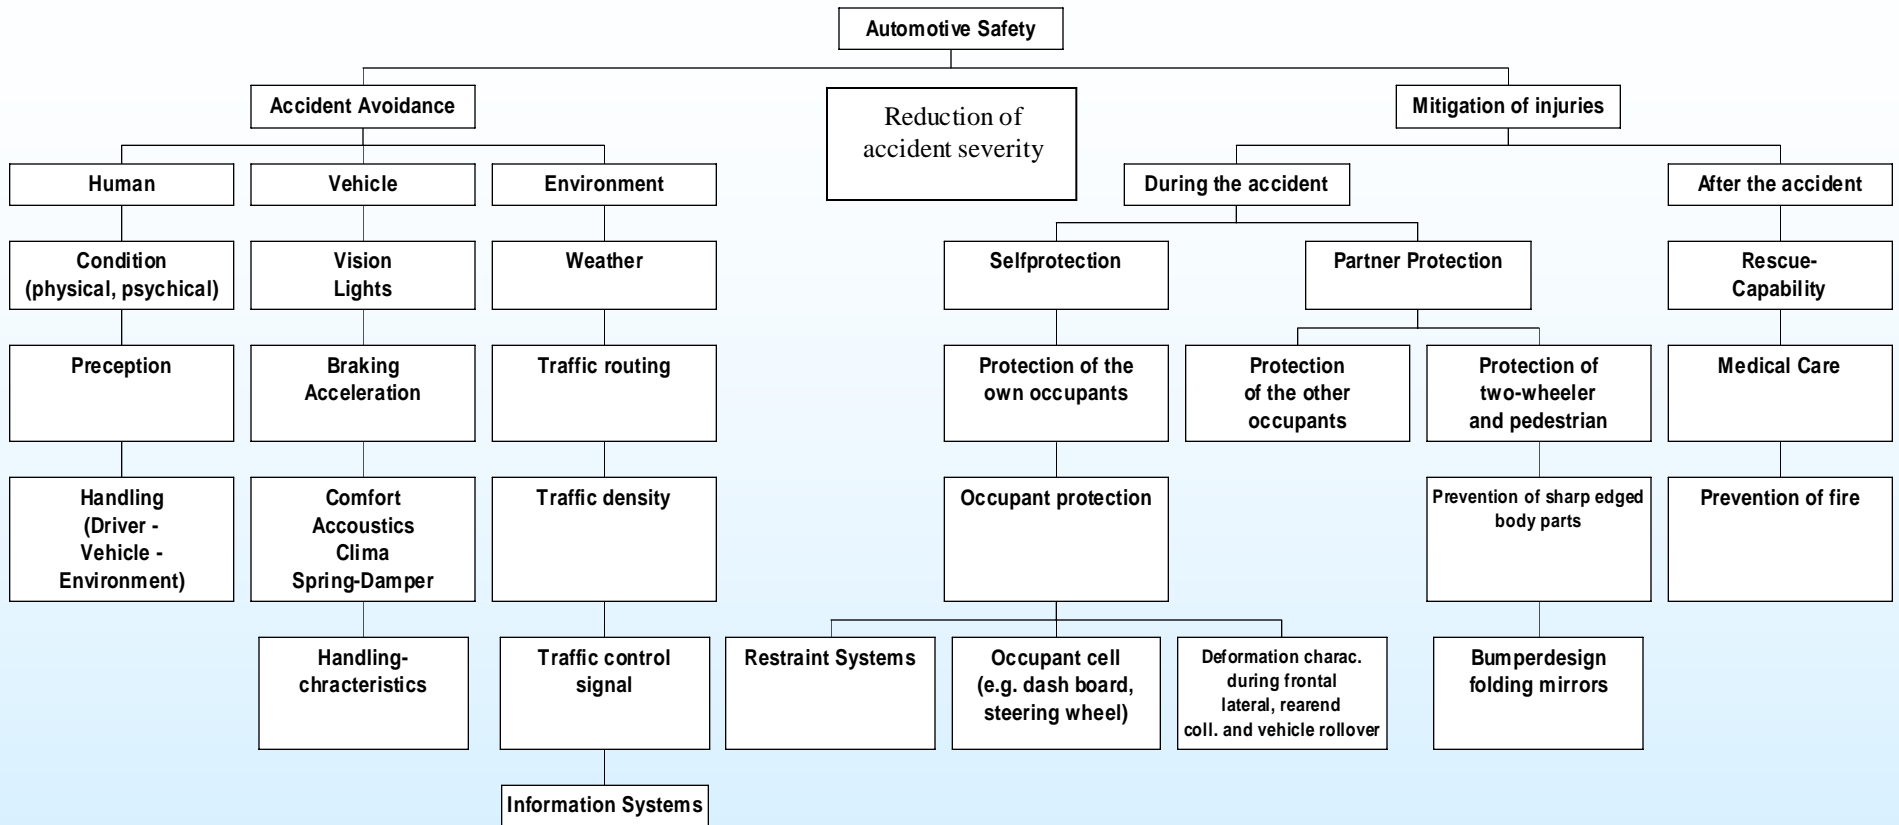 Automotive Safety
Accident Avoidance
Reduction of
accident severity
Mitigation of injuries
Human
Vehicle
Environment
During the accident
After the accident
Condition
(physical, psychical)
Vision
Lights
Weather
Selfprotection
Partner Protection
Rescue-
Capability
Preception
Braking
Acceleration
Traffic routing
Protection of the
own occupants
Protection
of the other
occupants
Protection of
two-wheeler
and pedestrian
Medical Care
Handling
(Driver -
Vehicle -
Environment)
Comfort
Accoustics
Clima
Spring-Damper
Traffic density
Occupant protection
Prevention of sharp edged
body parts
Prevention of fire
Handling-
chracteristics
Traffic control
signal
Restraint Systems
Occupant cell
(e.g. dash board,
steering wheel)
Deformation charac.
during frontal
lateral, rearend
coll. and vehicle rollover
Bumperdesign
folding mirrors
Information Systems